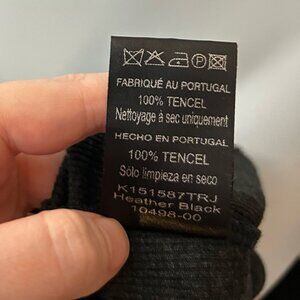 FABRIQUÉ AU PORTUGAL
100% TENCEL
Nettoyage à sec uniquement
HECHO EN PORTUGAL
100% TENCEL
Sólo limpieza en seco
K151587TRJ
Heather Black
10498-00